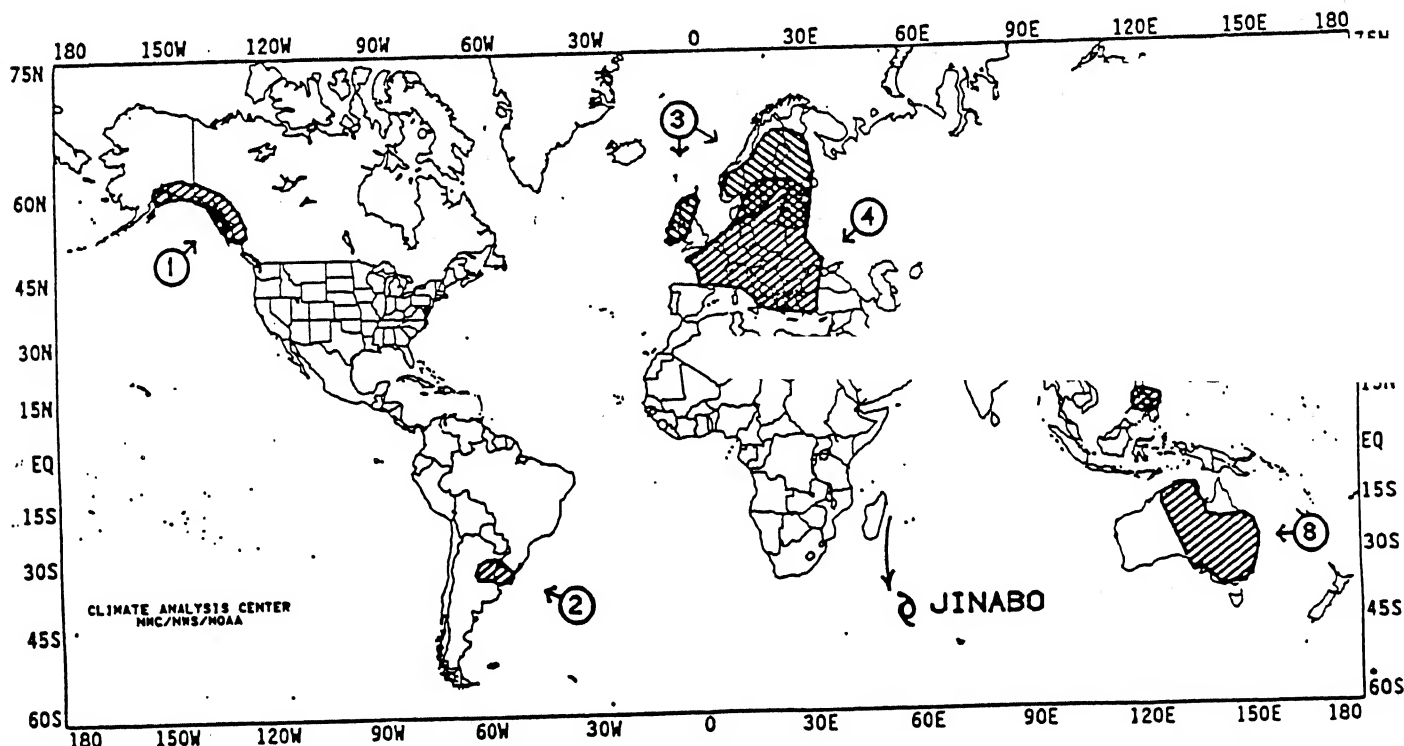 180 150W 120W 90W 60W 30W 0 30E 60E 90E 120E 150E 180
75N
60N
45N
30N
15N
EQ
15S
30S
45S
60S
3
4
1
15N
EQ
15S
8
30S
2
JINABO
CLIMATE ANALYSIS CENTER
NMC/NWS/NOAA
45S
60S
180 150W 120W 90W 60W 30W 0 30E 60E 90E 120E 150E 180